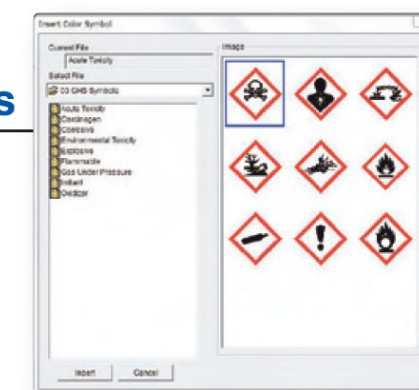 Insert Color Symbol
Current File
Acute Toxicity
Select File
03 GHS Symbols
Acute Toxicity
Carcinogen
Corrosive
Environmental Toxicity
Explosive
Flammable
Gas Under Pressure
Irritant
Oxidizer
Image
Insert
Cancel
s